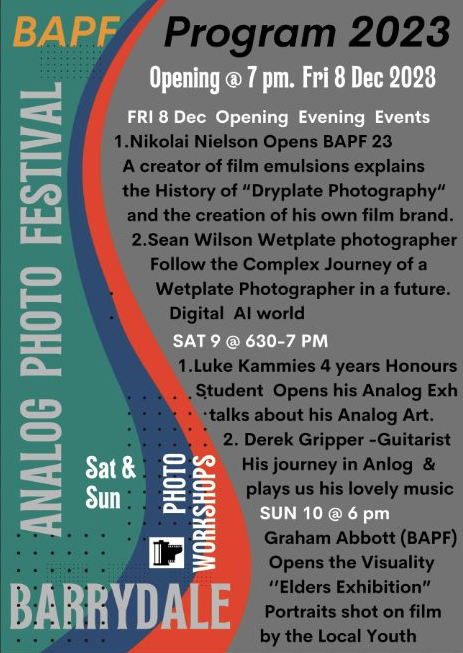 BAPF Program 2023
Opening @ 7 pm. Fri 8 Dec 2023
FRI 8 Dec Opening Evening Events
1.Nikolai Nielson Opens BAPF 23
A creator of film emulsions explains
the History of “Dryplate Photography“
and the creation of his own film brand.
2.Sean Wilson Wetplate photographer
Follow the Complex Journey of a
Wetplate Photographer in a future.
Digital AI world
SAT 9 @ 630-7 PM
1.Luke Kammies 4 years Honours
Student Opens his Analog Exh
talks about his Analog Art.
2. Derek Gripper -Guitarist
His journey in Anlog &
plays us his lovely music
SUN 10 @ 6 pm
Graham Abbott (BAPF)
Opens the Visuality
‘’Elders Exhibition”
Portraits shot on film
by the Local Youth
ANALOG PHOTO FESTIVAL
Sat &
Sun
PHOTO
WORKSHOPS
BARRYDALE